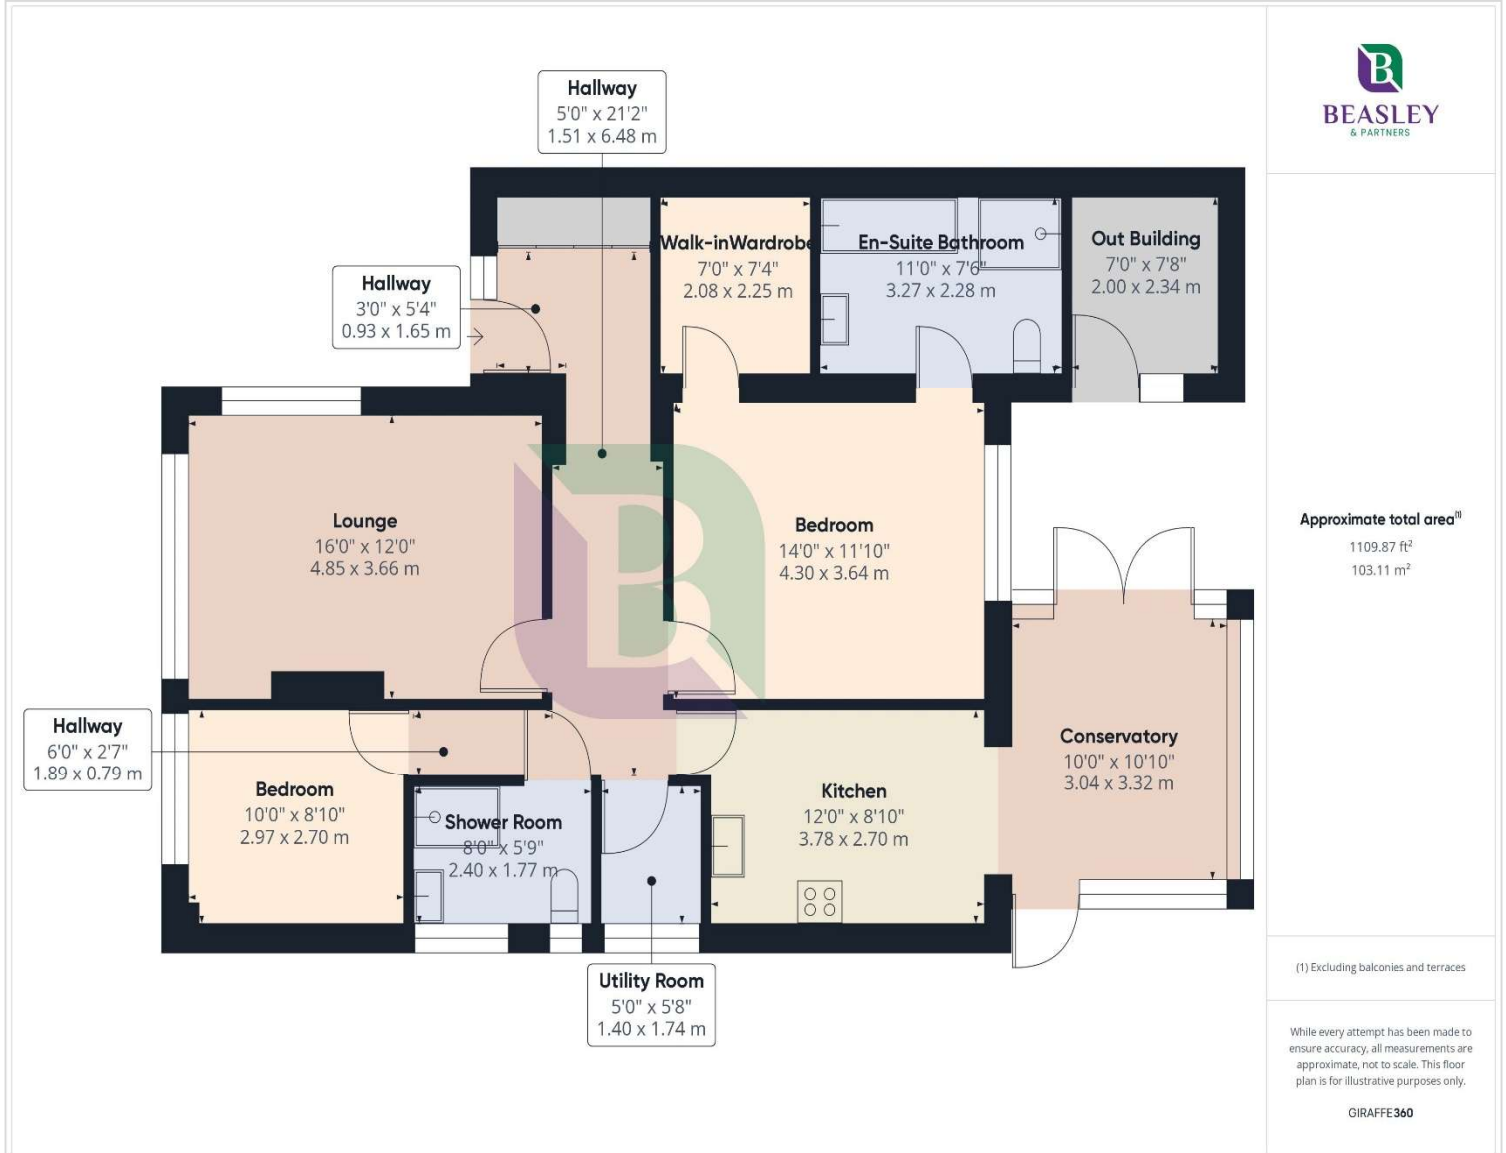 Hallway
5'0" x 21'2"
1.51 x 6.48 m
B
BEASLEY
& PARTNERS
Hallway
3'0" x 5'4"
0.93 x 1.65 m
Walk-inWardrobe
7'0" x 7'4"
2.08 x 2.25 m
En-Suite Bathroom
11'0" x 7'6"
3.27 x 2.28 m
Out Building
7'0" x 7'8"
2.00 x 2.34 m
Lounge
16'0" x 12'0"
4.85 x 3.66 m
B
Bedroom
14'0" x 11'10"
4.30 x 3.64 m
Approximate total area(1)
1109.87 ft²
103.11 m²
Hallway
6'0" x 2'7"
1.89 x 0.79 m
Bedroom
10'0" x 8'10"
2.97 x 2.70 m
Shower Room
8'0" x 5'9"
2.40 x 1.77 m
Kitchen
12'0" x 8'10"
3.78 x 2.70 m
Conservatory
10'0" x 10'10"
3.04 x 3.32 m
Utility Room
5'0" x 5'8"
1.40 x 1.74 m
(1) Excluding balconies and terraces
While every attempt has been made to
ensure accuracy, all measurements are
approximate, not to scale. This floor
plan is for illustrative purposes only.
GIRAFFE360